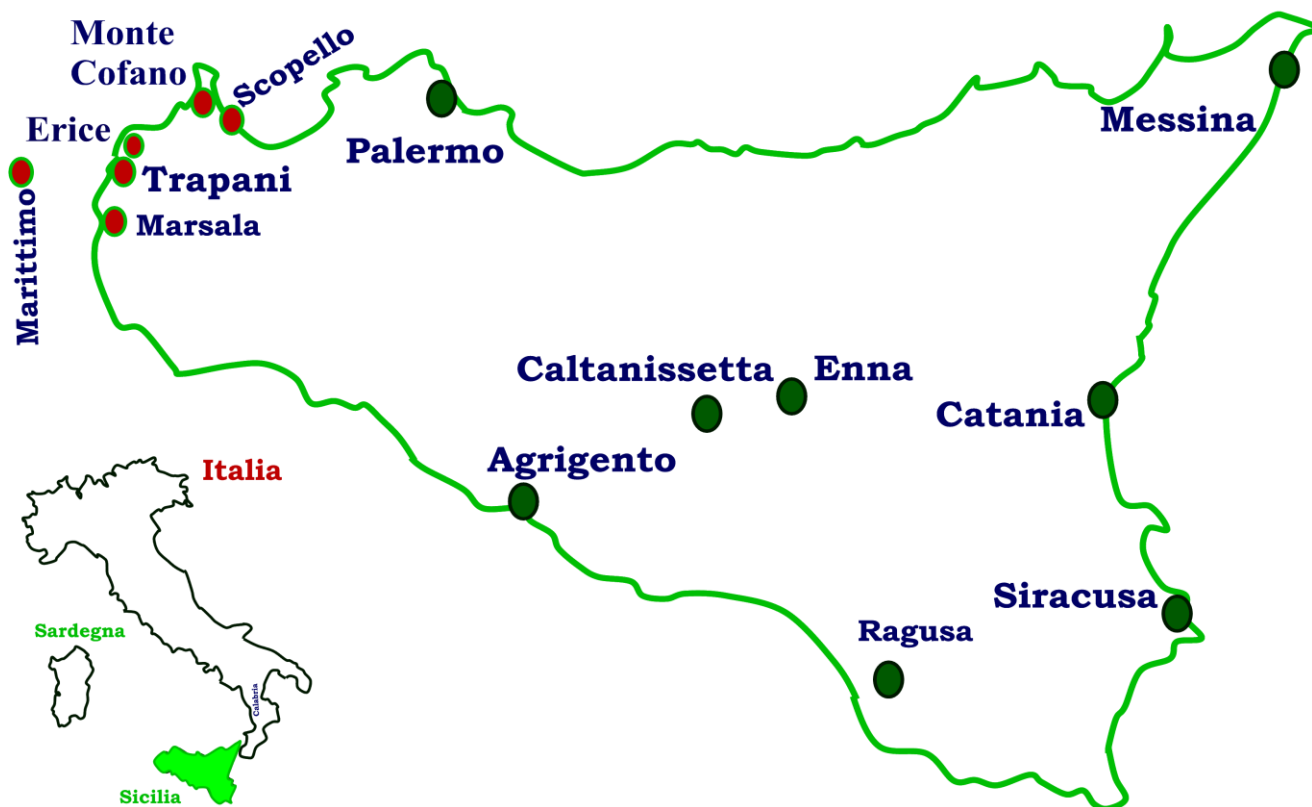 Monte
Cofano
Scopello
Erice
Palermo
Messina
Trapani
Marsala
Marittimo
Caltanissetta
Enna
Catania
Agrigento
Italia
Siracusa
Ragusa
Sardegna
Calabria
Sicilia